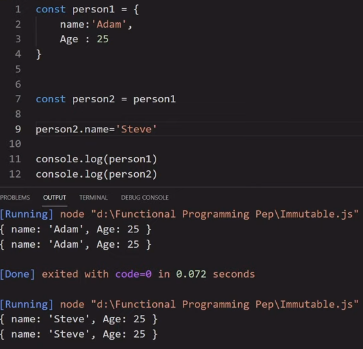 1 const person1 = {
2 name:'Adam',
3 Age : 25
4 }
5
6
7 const person2 = person1
8
9 person2.name='Steve'
10
11 console.log(person1)
12 console.log(person2)
PROBLEMS OUTPUT TERMINAL DEBUG CONSOLE
[Running] node "d:\Functional Programming Pep\Immutable.js"
{ name: 'Adam', Age: 25 }
{ name: 'Adam', Age: 25 }
[Done] exited with code=0 in 0.072 seconds
[Running] node "d:\Functional Programming Pep\Immutable.js"
{ name: 'Steve', Age: 25 }
{ name: 'Steve', Age: 25 }